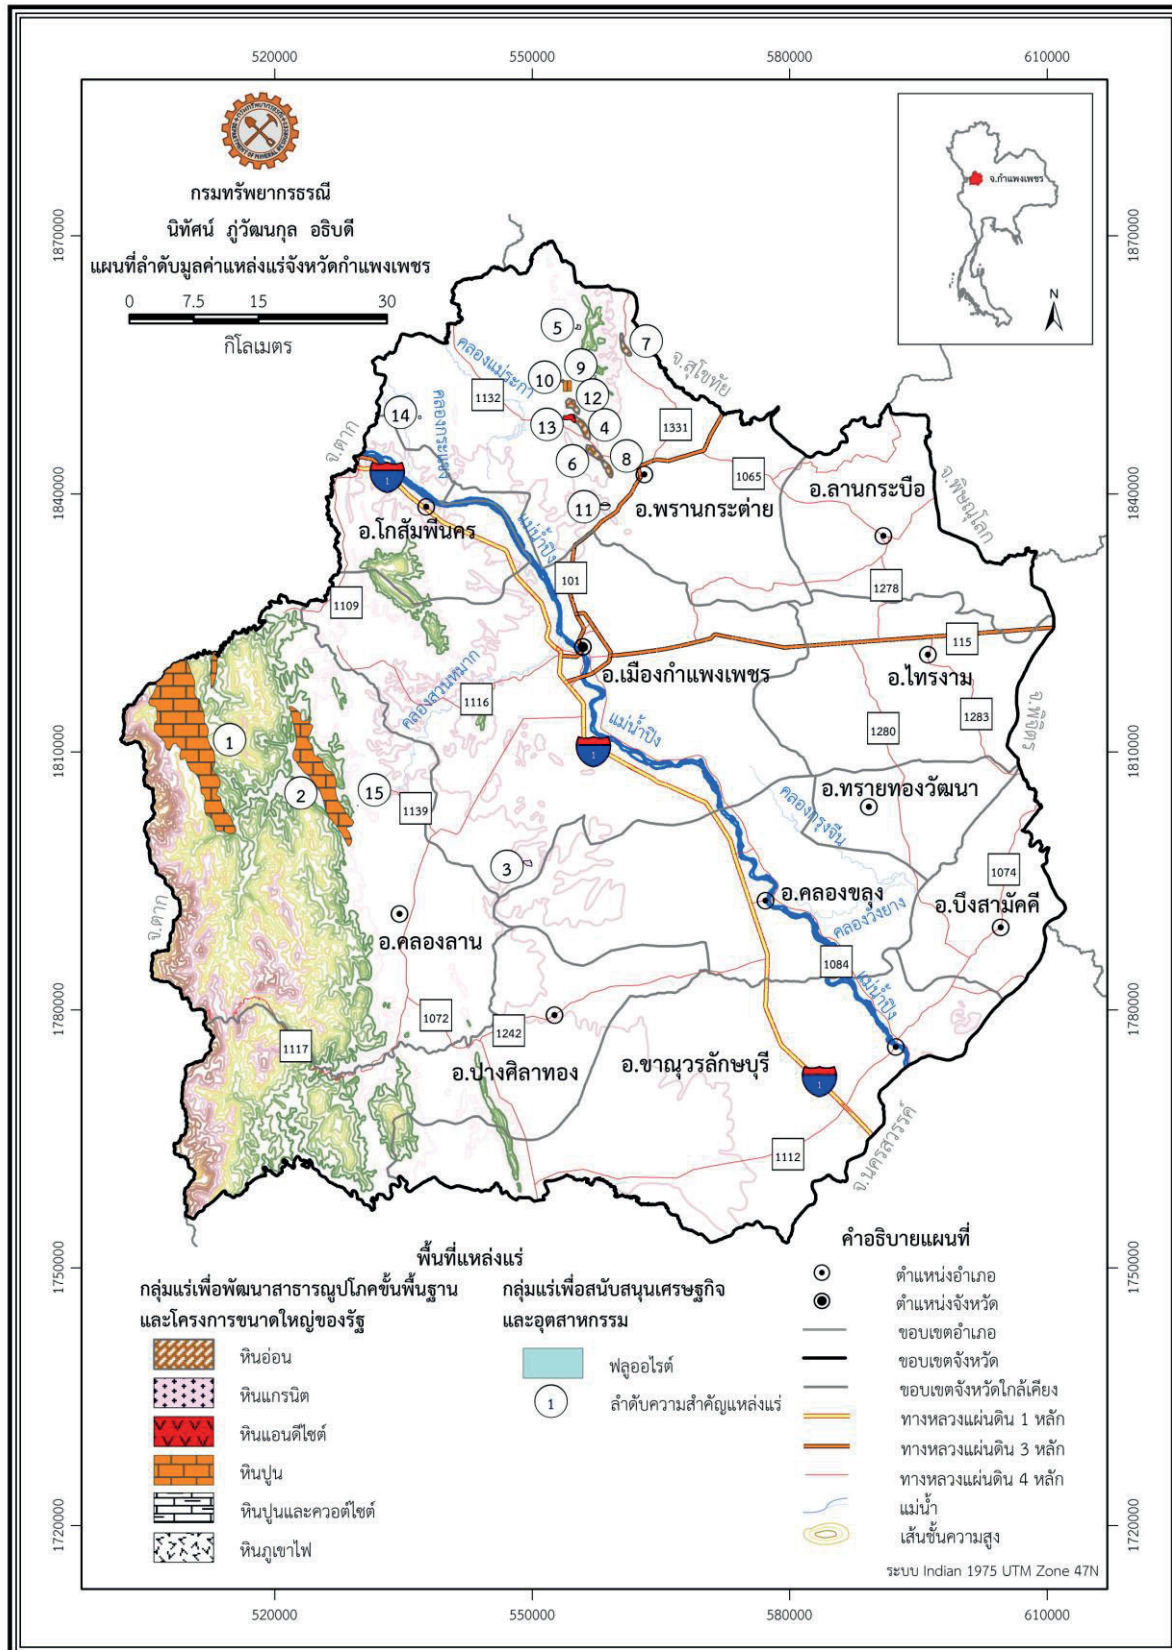 520000
550000
580000
610000
กรมทรัพยากรธรณี
DEPARTMENT OF MINERAL RESOURCES
กรมทรัพยากรธรณี
นิทัศน์ ภู่วัฒนกุล อธิบดี
แผนที่ลำดับมูลค่าแหล่งแร่จังหวัดกำแพงเพชร
0 7.5 15 30
กิโลเมตร
จ.กำแพงเพชร
N
1870000
1870000
5
7
9
10
12
13
4
14
6
8
11
คลองแม่ระกา
1132
จ.สุโขทัย
1331
1065
จ.ตาก
1
1840000
1840000
อ.ลานกระบือ
อ.พรานกระต่าย
จ.พิษณุโลก
อ.โกสัมพีนคร
แม่น้ำปิง
101
1278
1109
115
อ.เมืองกำแพงเพชร
อ.ไทรงาม
คลองสวนหมาก
1116
แม่น้ำปิง
1280
1283
จ.พิจิตร
1
1810000
1810000
1
2
15
1139
อ.ทรายทองวัฒนา
คลองกรุงจีน
3
1074
อ.คลองขลุง
อ.บึงสามัคคี
คลองวังยาง
จ.ตาก
อ.คลองลาน
1084
แม่น้ำปิง
1780000
1780000
1072
1242
1117
อ.ปางศิลาทอง
อ.ขาณุวรลักษบุรี
1
1112
จ.นครสวรรค์
1750000
1750000
พื้นที่แหล่งแร่
กลุ่มแร่เพื่อพัฒนาสาธารณูปโภคขั้นพื้นฐาน
และโครงการขนาดใหญ่ของรัฐ
หินอ่อน
หินแกรนิต
หินแอนดีไซต์
หินปูน
หินปูนและควอต์ไซต์
หินภูเขาไฟ
กลุ่มแร่เพื่อสนับสนุนเศรษฐกิจ
และอุตสาหกรรม
ฟลูออไรต์
1 ลำดับความสำคัญแหล่งแร่
คำอธิบายแผนที่
ตำแหน่งอำเภอ
ตำแหน่งจังหวัด
ขอบเขตอำเภอ
ขอบเขตจังหวัด
ขอบเขตจังหวัดใกล้เคียง
ทางหลวงแผ่นดิน 1 หลัก
ทางหลวงแผ่นดิน 3 หลัก
ทางหลวงแผ่นดิน 4 หลัก
แม่น้ำ
เส้นชั้นความสูง
1720000
1720000
ระบบ Indian 1975 UTM Zone 47N
520000
550000
580000
610000